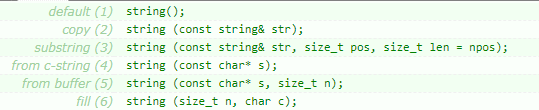 default (1) string();
copy (2) string (const string& str);
substring (3) string (const string& str, size_t pos, size_t len = npos);
from c-string (4) string (const char* s);
from buffer (5) string (const char* s, size_t n);
fill (6) string (size_t n, char c);